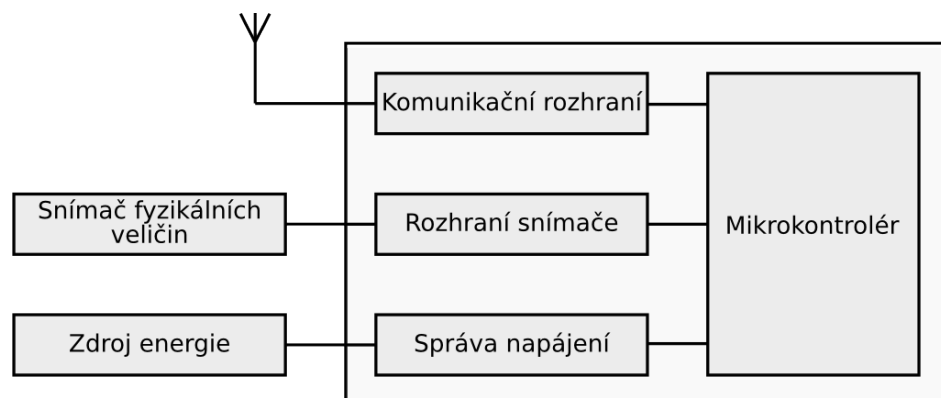 Komunikační rozhraní
Snímač fyzikálních
veličin
Rozhraní snímače
Mikrokontrolér
Zdroj energie
Správa napájení